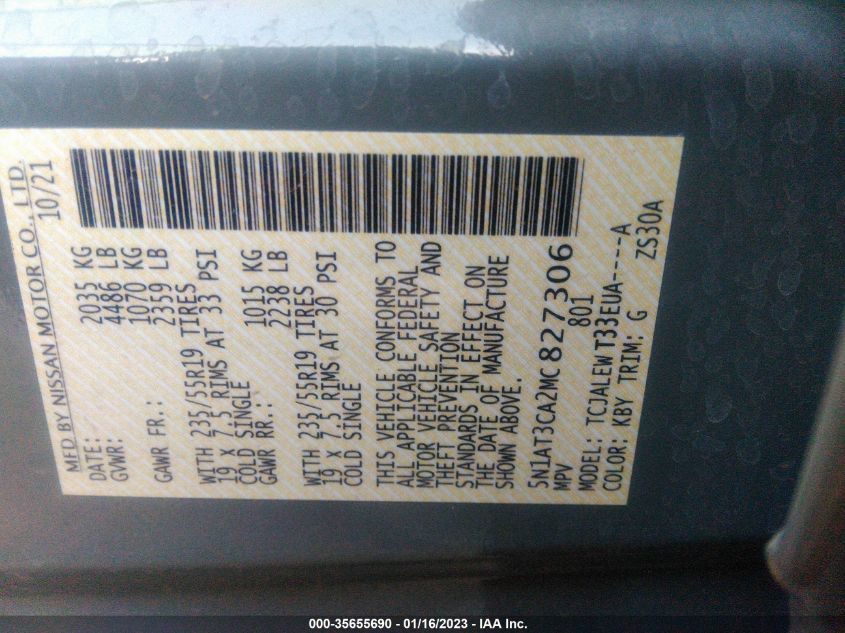 MFD BY NISSAN MOTOR CO., LTD.
DATE: 10/21
GVWR: 2035 KG
4486 LB
GAWR FR.: 1070 KG
2359 LB
WITH 235/55R19 TIRES
19 X 7.5 RIMS AT 33 PSI
COLD SINGLE
GAWR RR.: 1015 KG
2238 LB
WITH 235/55R19 TIRES
19 X 7.5 RIMS AT 30 PSI
COLD SINGLE
THIS VEHICLE CONFORMS TO
ALL APPLICABLE FEDERAL
MOTOR VEHICLE SAFETY AND
THEFT PREVENTION
STANDARDS IN EFFECT ON
THE DATE OF MANUFACTURE
SHOWN ABOVE.
5N1AT3CA2MC827306
MPV 801
MODEL: TCJALEWT33EUA----A
COLOR: KBY TRIM: G ZS30A
000-35655690 - 01/16/2023 - IAA Inc.